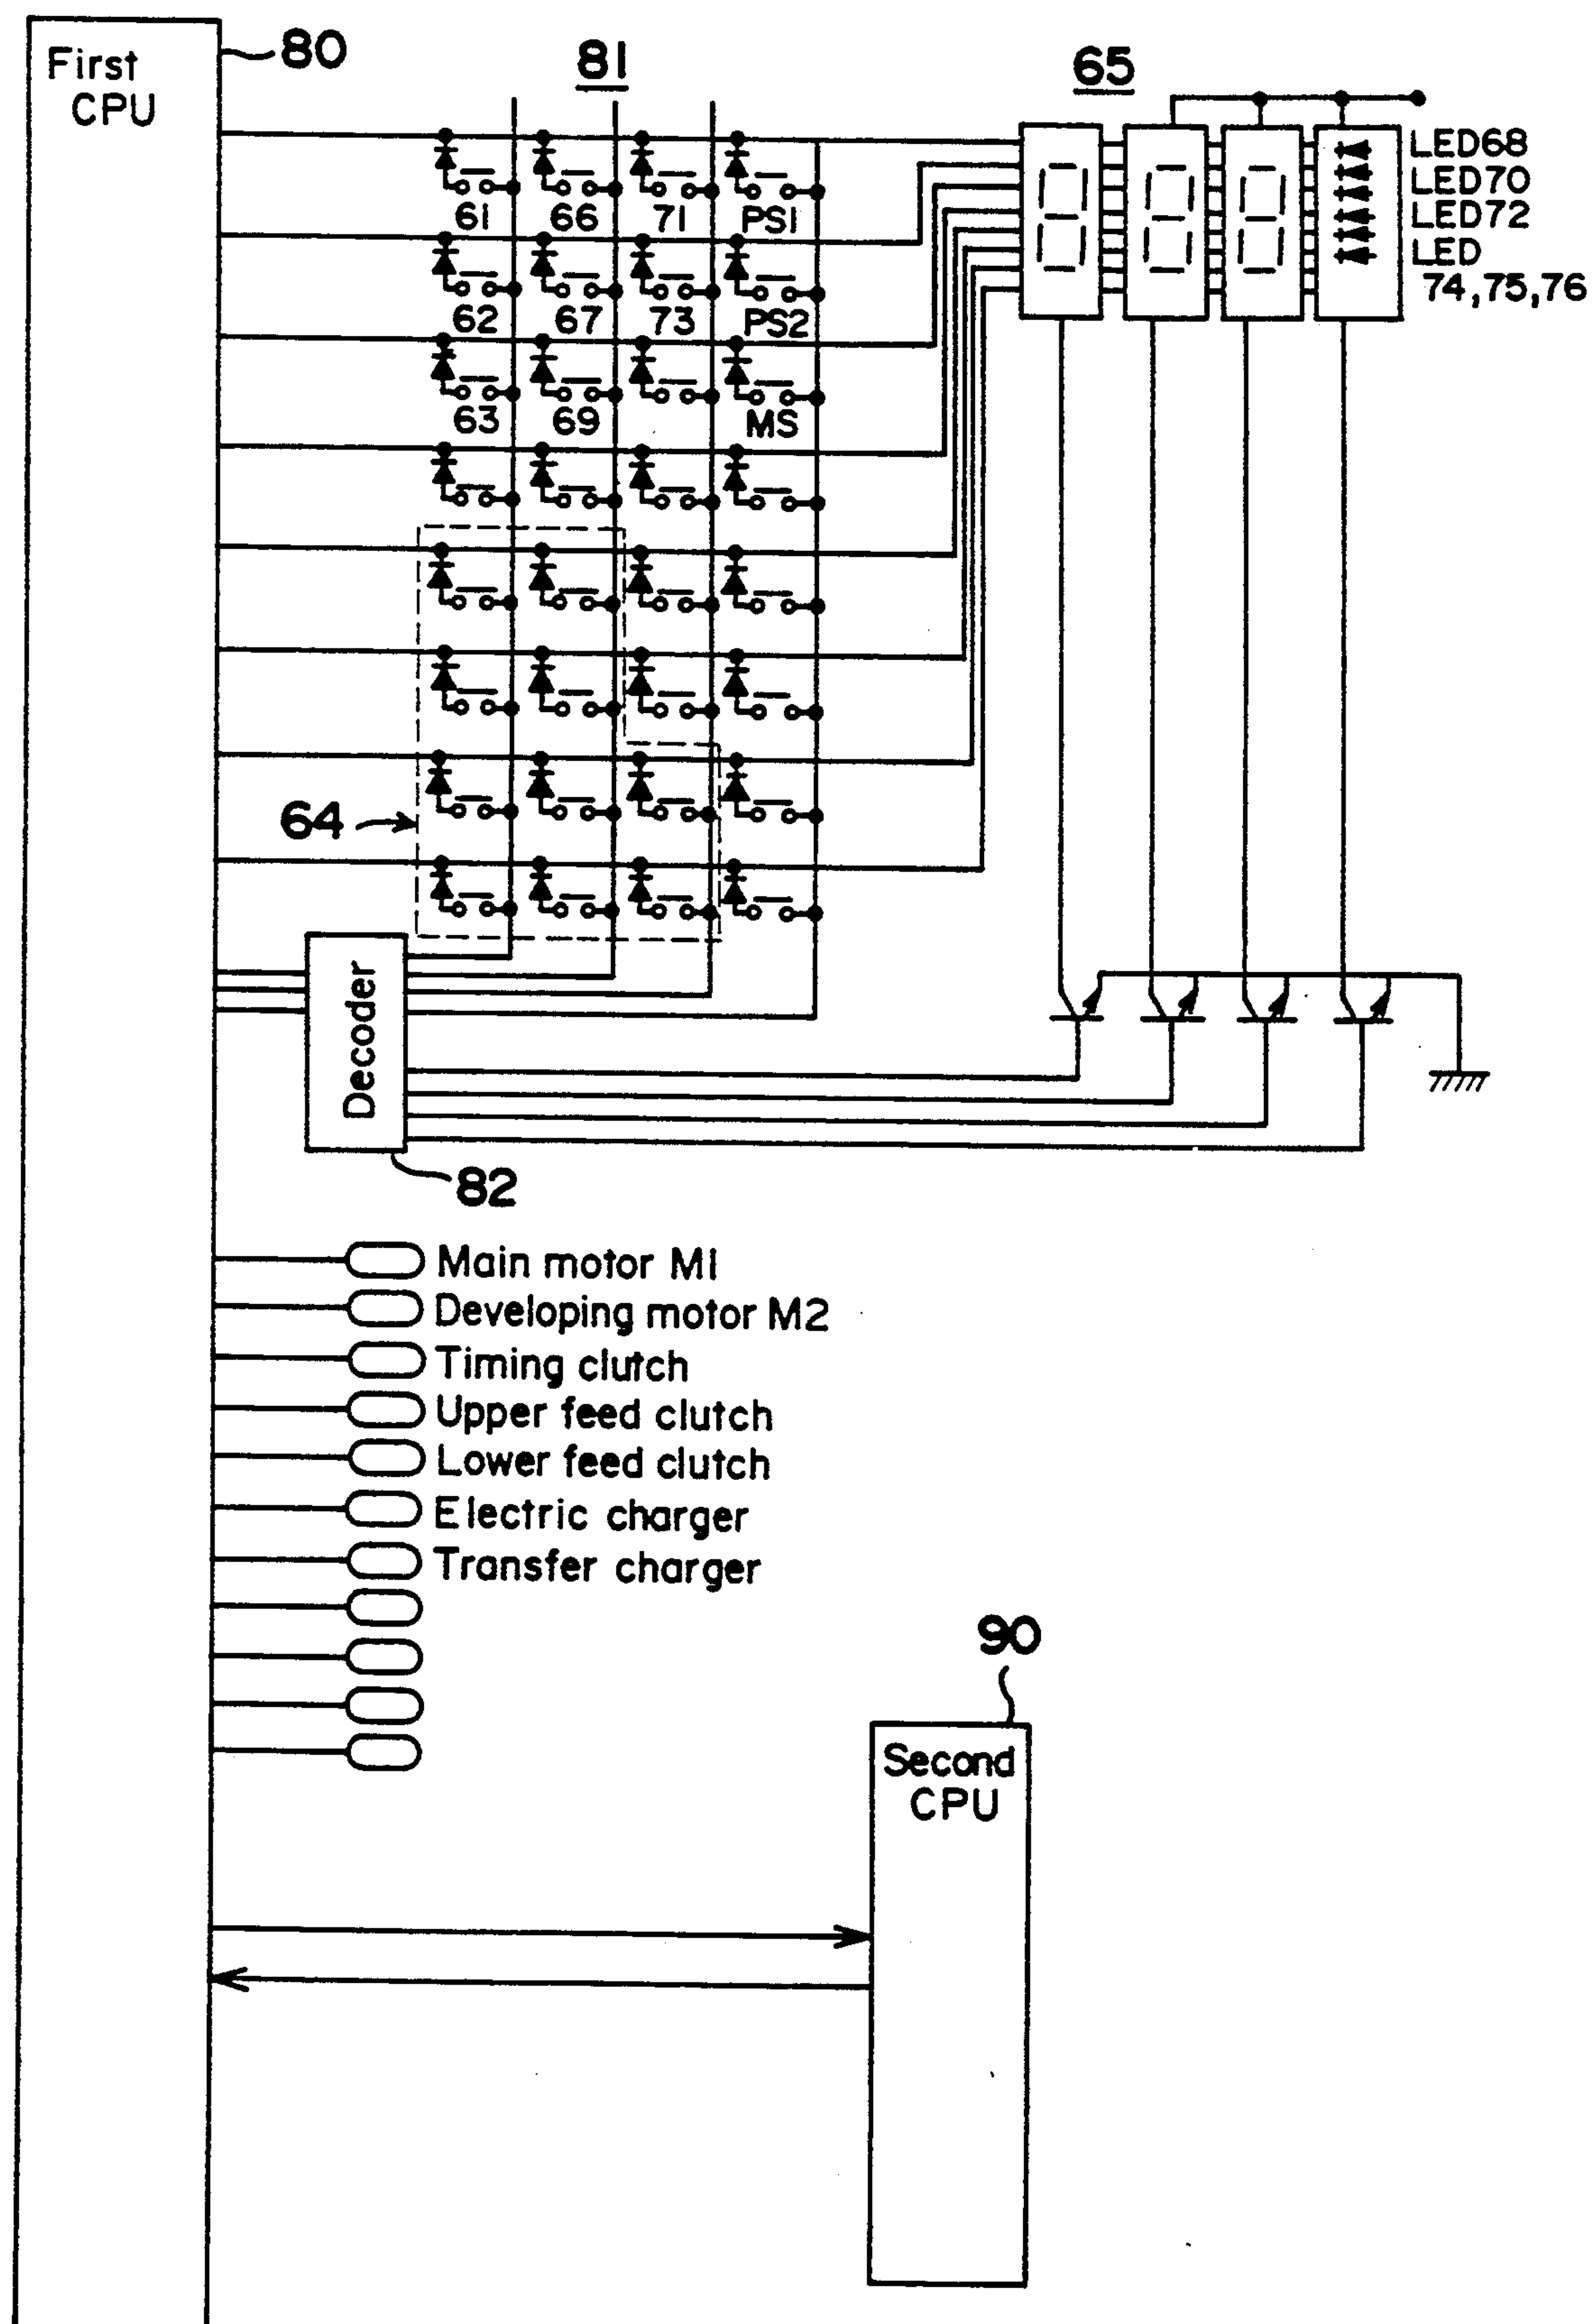 First
CPU
80
81
65
LED68
LED70
LED72
LED
74,75,76
61 66 71 PS1
62 67 73 PS2
63 69 MS
64
Decoder
82
Main motor M1
Developing motor M2
Timing clutch
Upper feed clutch
Lower feed clutch
Electric charger
Transfer charger
90
Second
CPU